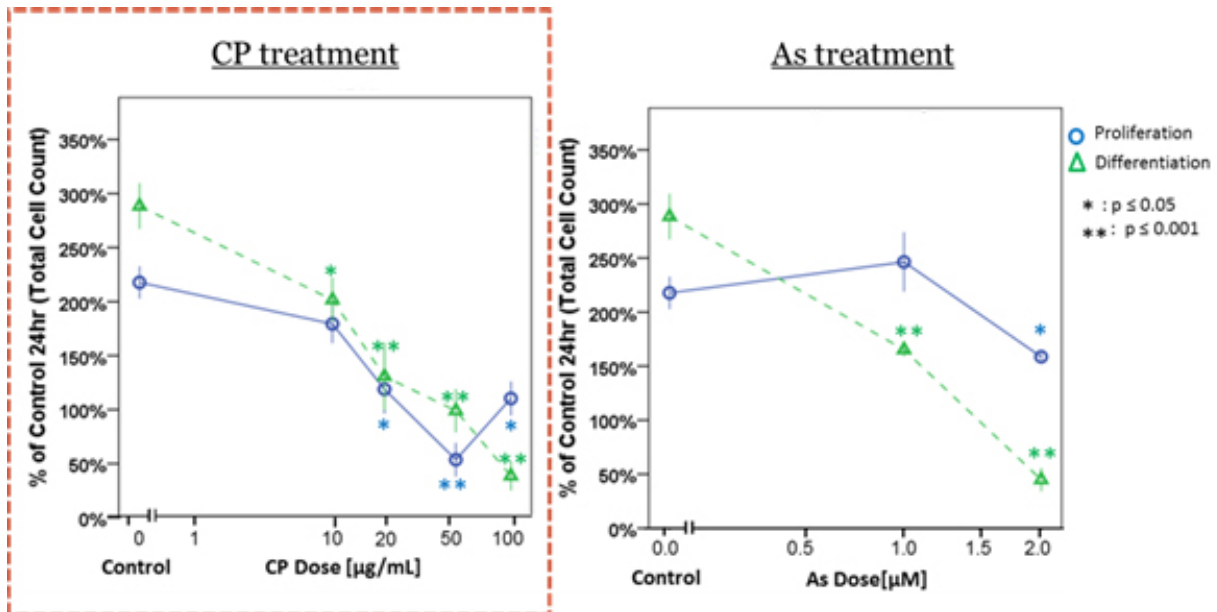 CP treatment
% of Control 24hr (Total Cell Count)
350%
300%
250%
200%
150%
100%
50%
0%
*
**
**
**
*
**
*
0 1 10 20 50 100
Control
CP Dose [µg/mL]
As treatment
% of Control 24hr (Total Cell Count)
350%
300%
250%
200%
150%
100%
50%
0%
**
*
**
0.0 0.5 1.0 1.5 2.0
Control
As Dose[µM]
Proliferation
Differentiation
* : p ≤ 0.05
** : p ≤ 0.001